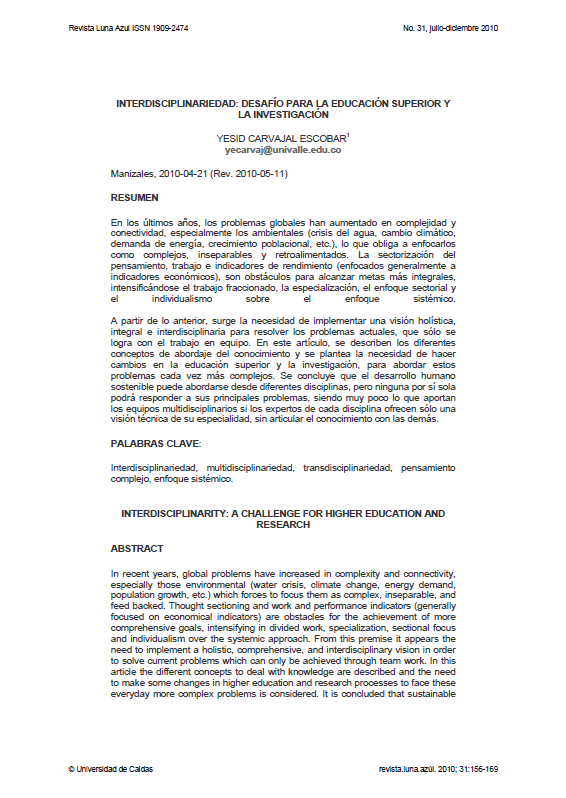 Revista Luna Azul ISSN 1909-2474 No. 31, julio-diciembre 2010
INTERDISCIPLINARIEDAD: DESAFÍO PARA LA EDUCACIÓN SUPERIOR Y
LA INVESTIGACIÓN
YESID CARVAJAL ESCOBAR1
yecarvaj@univalle.edu.co
Manizales, 2010-04-21 (Rev. 2010-05-11)
RESUMEN
En los últimos años, los problemas globales han aumentado en complejidad y
conectividad, especialmente los ambientales (crisis del agua, cambio climático,
demanda de energía, crecimiento poblacional, etc.), lo que obliga a enfocarlos
como complejos, inseparables y retroalimentados. La sectorización del
pensamiento, trabajo e indicadores de rendimiento (enfocados generalmente a
indicadores económicos), son obstáculos para alcanzar metas más integrales,
intensificándose el trabajo fraccionado, la especialización, el enfoque sectorial y
el individualismo sobre el enfoque sistémico.
A partir de lo anterior, surge la necesidad de implementar una visión holística,
integral e interdisciplinaria para resolver los problemas actuales, que sólo se
logra con el trabajo en equipo. En este artículo, se describen los diferentes
conceptos de abordaje del conocimiento y se plantea la necesidad de hacer
cambios en la educación superior y la investigación, para abordar estos
problemas cada vez más complejos. Se concluye que el desarrollo humano
sostenible puede abordarse desde diferentes disciplinas, pero ninguna por sí sola
podrá responder a sus principales problemas, siendo muy poco lo que aportan
los equipos multidisciplinarios si los expertos de cada disciplina ofrecen sólo una
visión técnica de su especialidad, sin articular el conocimiento con las demás.
PALABRAS CLAVE:
Interdisciplinariedad, multidisciplinariedad, transdisciplinariedad, pensamiento
complejo, enfoque sistémico.
INTERDISCIPLINARITY: A CHALLENGE FOR HIGHER EDUCATION AND
RESEARCH
ABSTRACT
In recent years, global problems have increased in complexity and connectivity,
especially those environmental (water crisis, climate change, energy demand,
population growth, etc.) which forces to focus them as complex, inseparable, and
feed backed. Thought sectioning and work and performance indicators (generally
focused on economical indicators) are obstacles for the achievement of more
comprehensive goals, intensifying in divided work, specialization, sectional focus
and individualism over the systemic approach. From this premise it appears the
need to implement a holistic, comprehensive, and interdisciplinary vision in order
to solve current problems which can only be achieved through team work. In this
article the different concepts to deal with knowledge are described and the need
to make some changes in higher education and research processes to face these
everyday more complex problems is considered. It is concluded that sustainable
© Universidad de Caldas revista.luna.azúl. 2010; 31:156-169